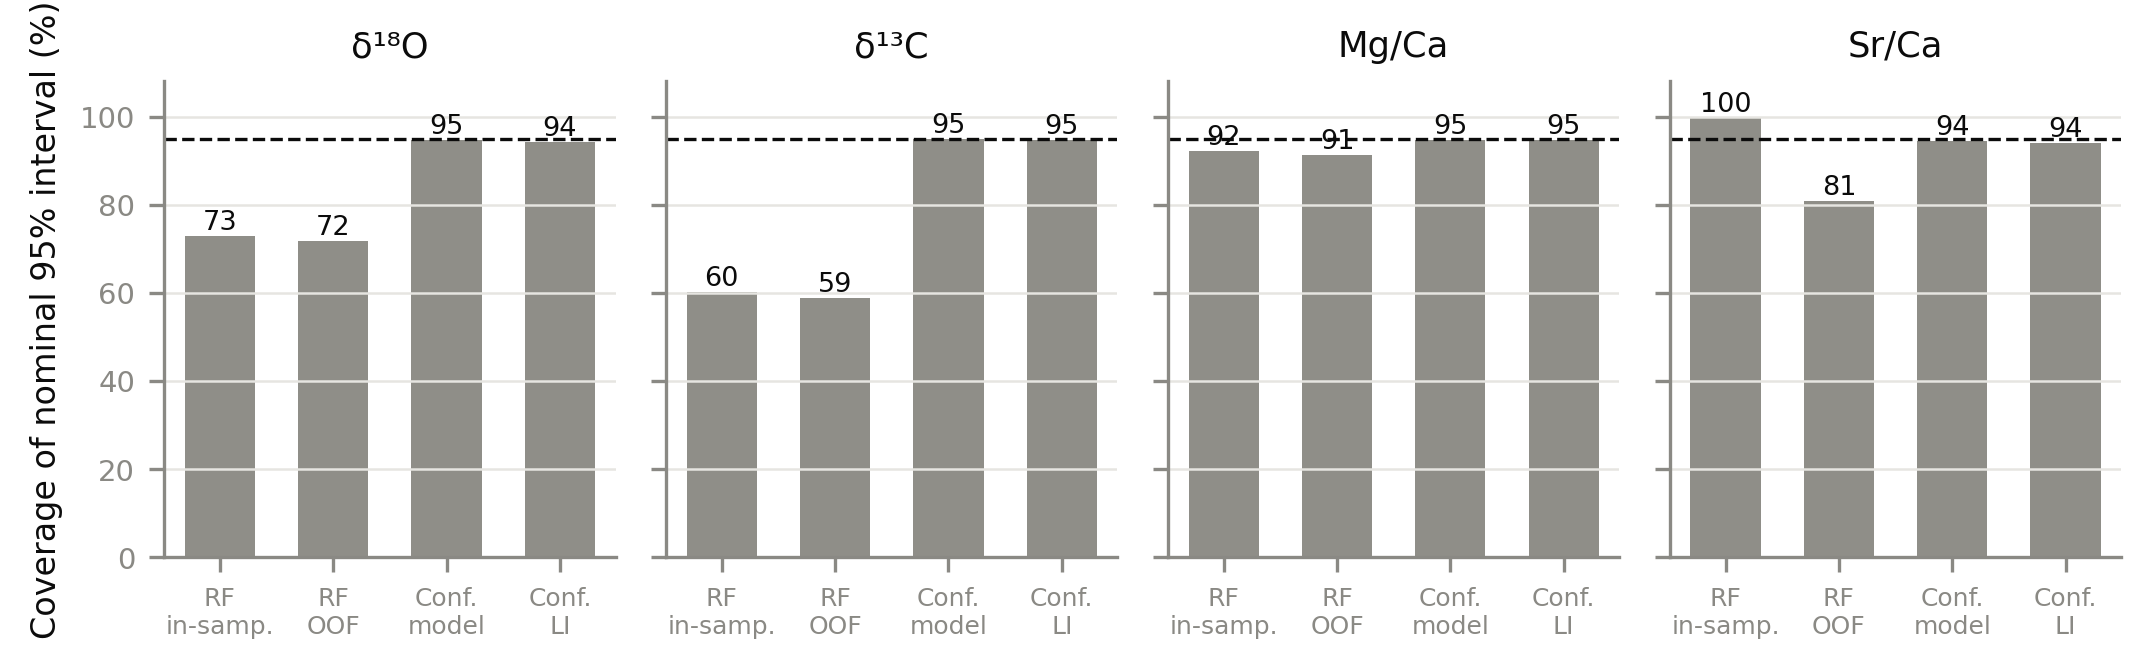 Coverage of nominal 95% interval (%)
δ¹⁸O
100
80
60
40
20
0
73
72
95
94
RF in-samp.
RF OOF
Conf. model
Conf. LI
δ¹³C
60
59
95
95
RF in-samp.
RF OOF
Conf. model
Conf. LI
Mg/Ca
92
91
95
95
RF in-samp.
RF OOF
Conf. model
Conf. LI
Sr/Ca
100
81
94
94
RF in-samp.
RF OOF
Conf. model
Conf. LI